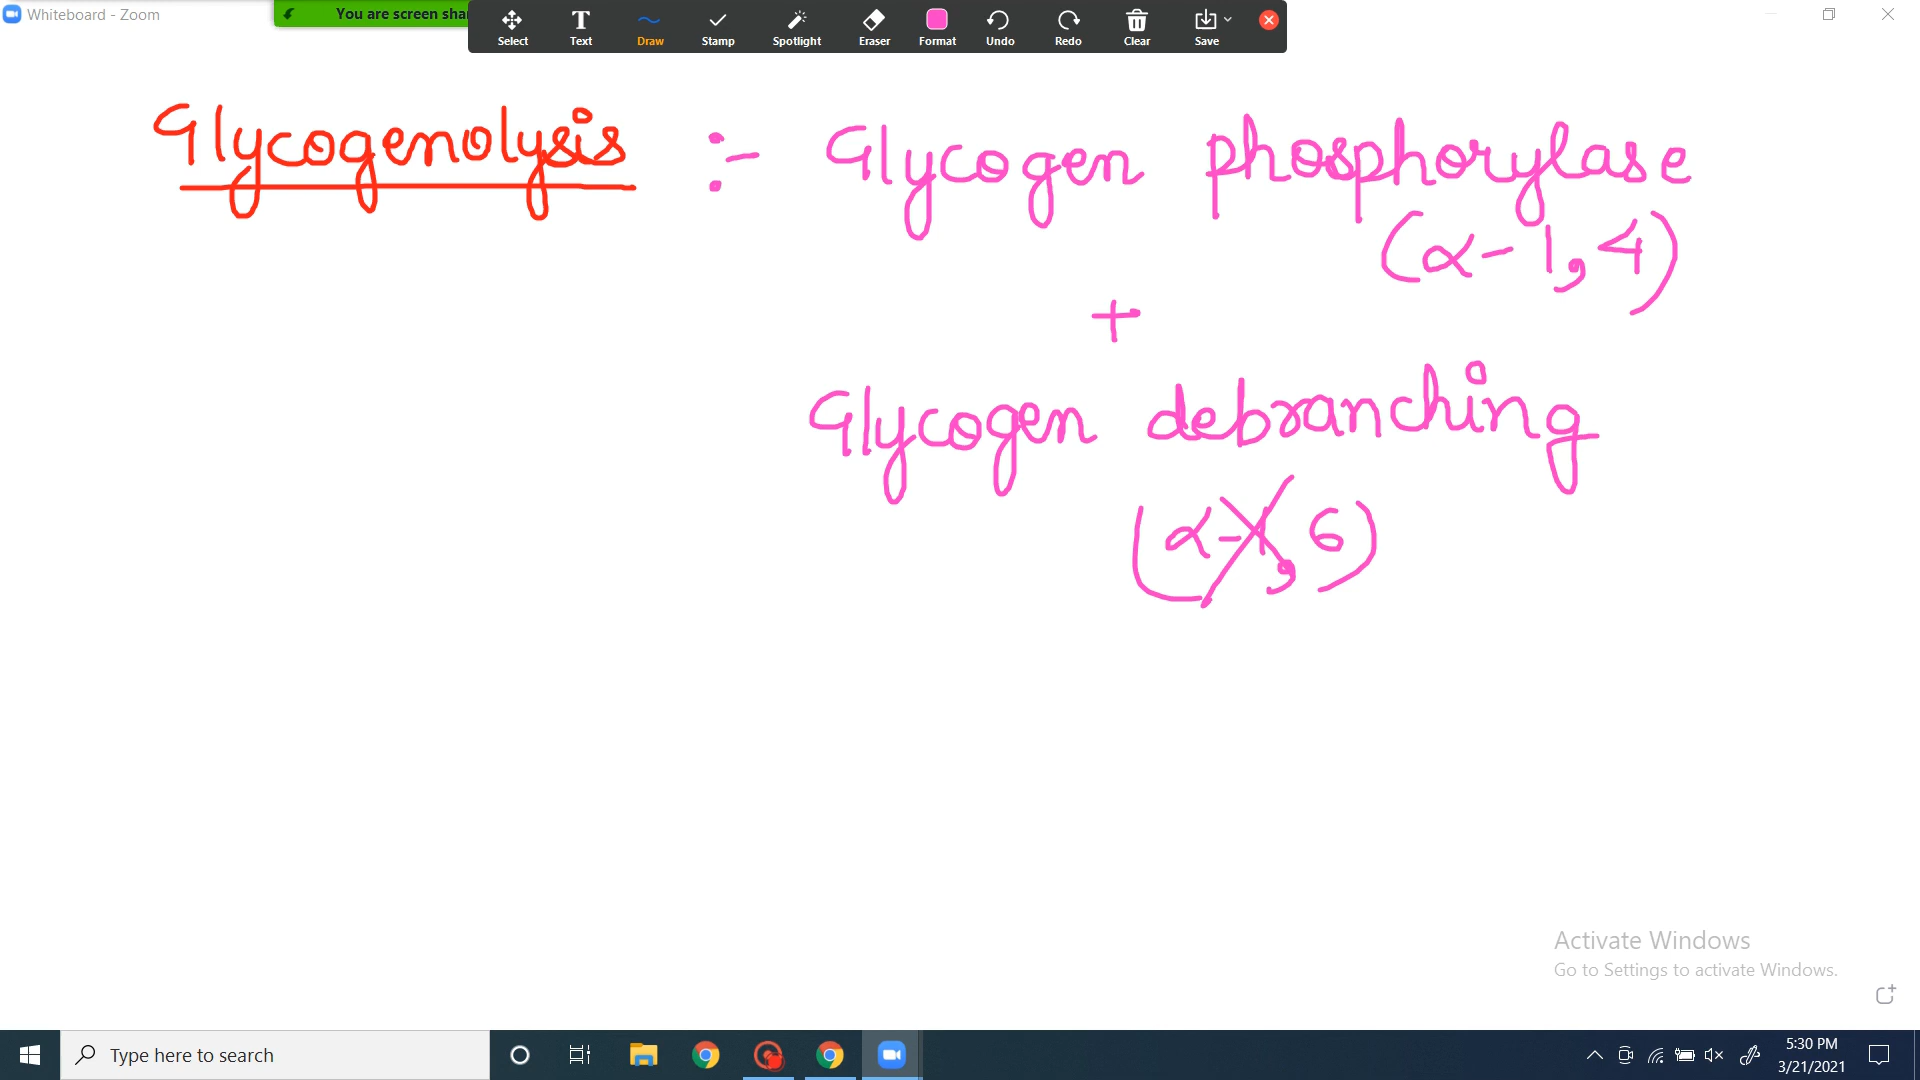 Whiteboard - Zoom
You are screen sha
Select Text Draw Stamp Spotlight Eraser Format Undo Redo Clear Save
Glycogenolysis :- Glycogen phosphorylase
(α-1,4)
+
Glycogen debranching
(α-1,6)
Activate Windows
Go to Settings to activate Windows.
Type here to search
5:30 PM
3/21/2021